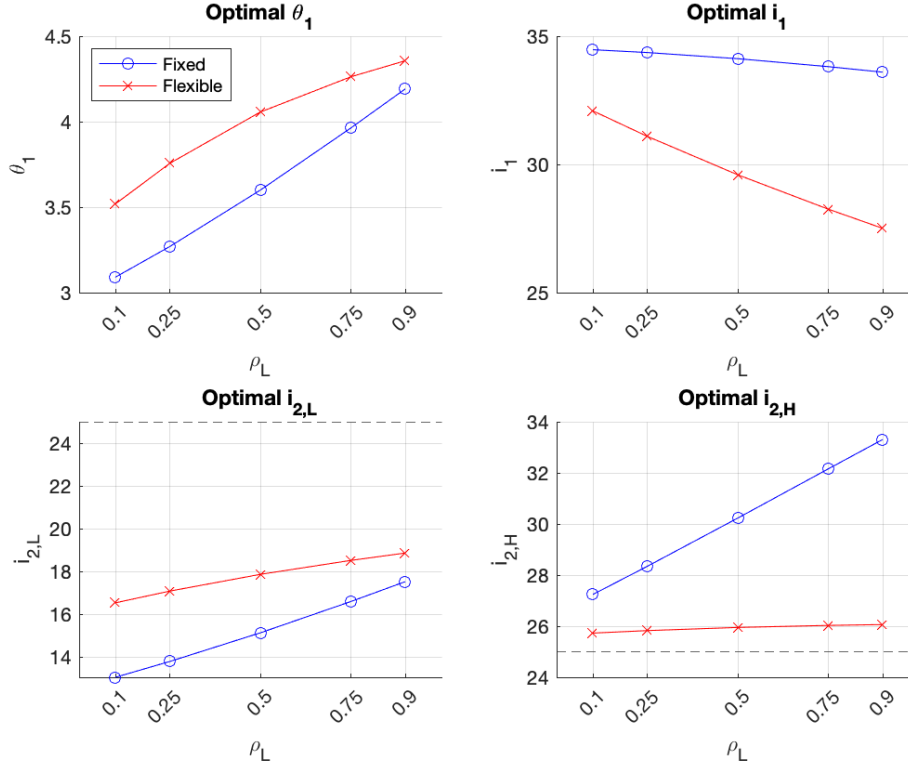 Optimal θ₁
4.5
4
3.5
3
θ₁
Fixed
Flexible
0.1
0.25
0.5
0.75
0.9
ρL
Optimal i₁
35
30
25
i₁
0.1
0.25
0.5
0.75
0.9
ρL
Optimal i2,L
24
22
20
18
16
14
i2,L
0.1
0.25
0.5
0.75
0.9
ρL
Optimal i2,H
34
32
30
28
26
24
i2,H
0.1
0.25
0.5
0.75
0.9
ρL